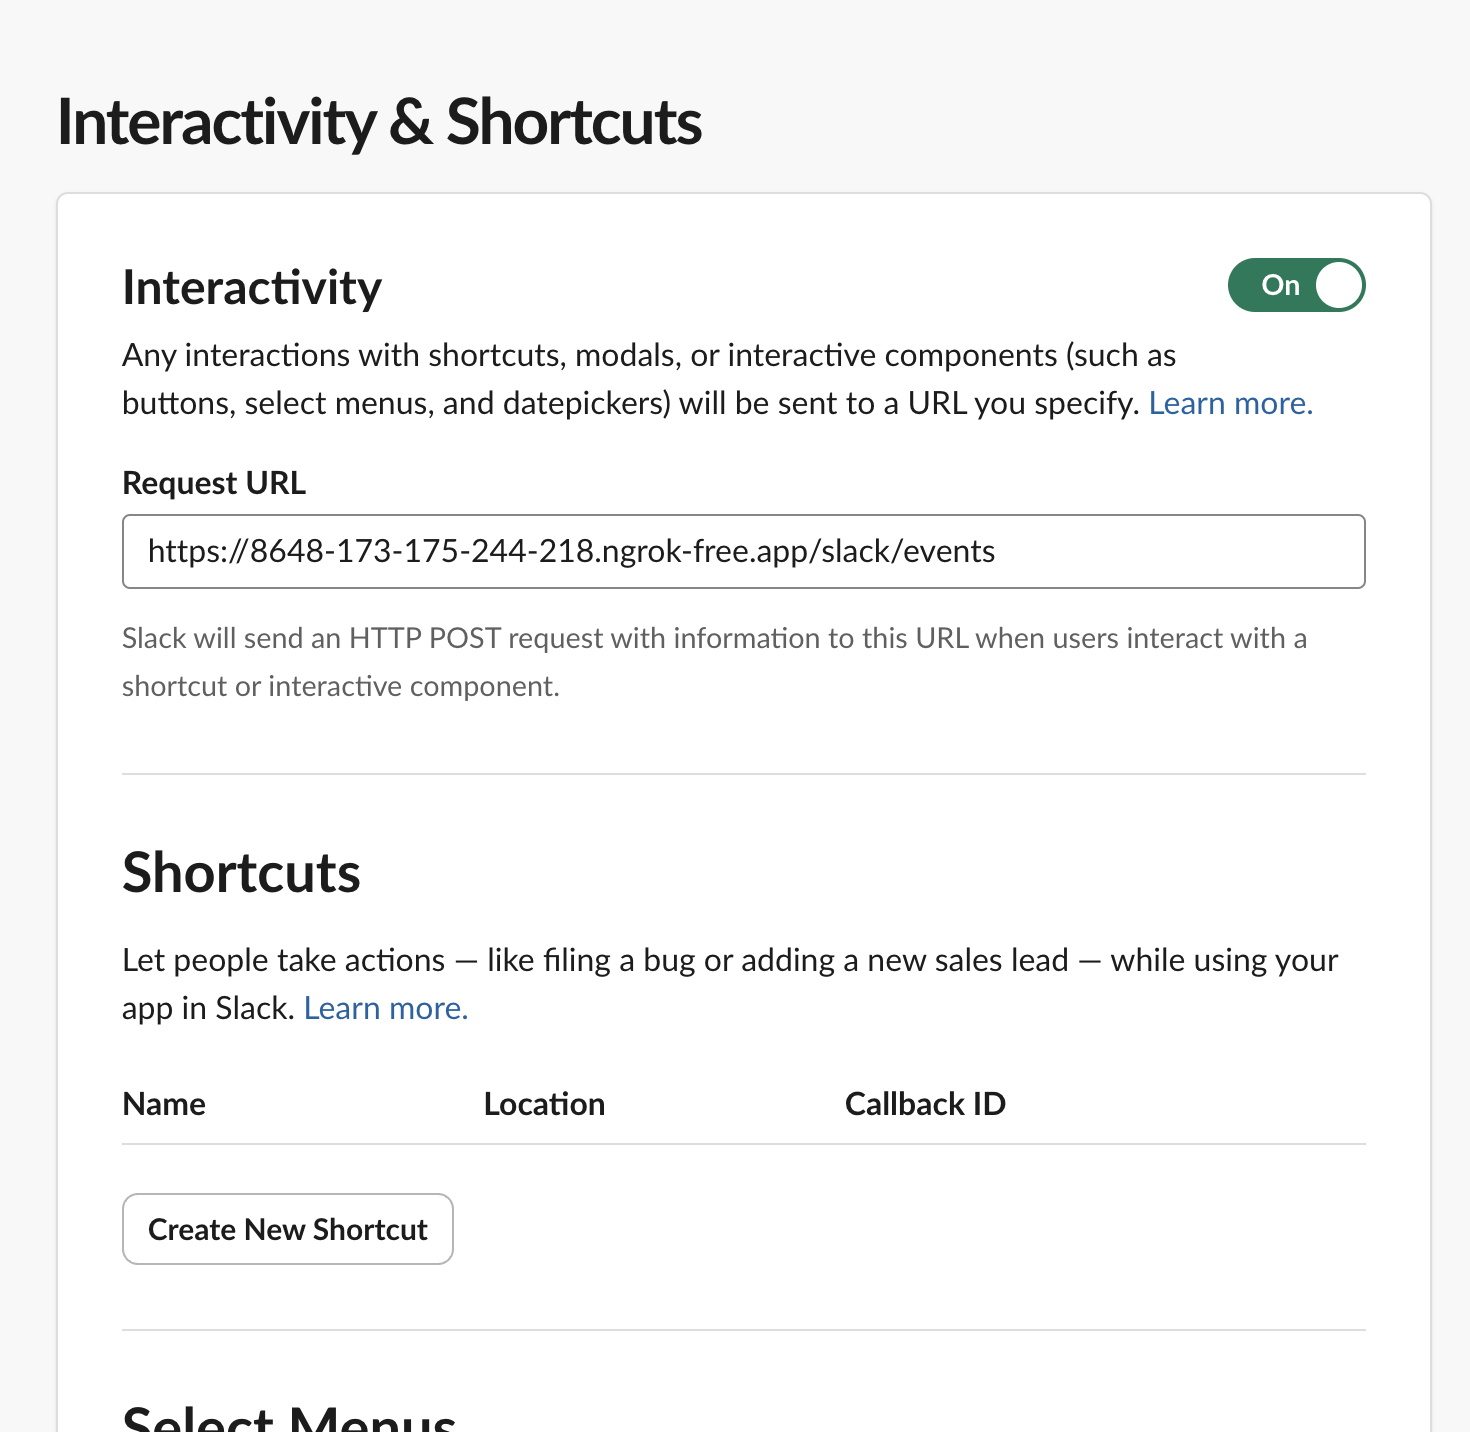 Interactivity & Shortcuts
Interactivity
On
Any interactions with shortcuts, modals, or interactive components (such as
buttons, select menus, and datepickers) will be sent to a URL you specify. Learn more.
Request URL
https://8648-173-175-244-218.ngrok-free.app/slack/events
Slack will send an HTTP POST request with information to this URL when users interact with a
shortcut or interactive component.
Shortcuts
Let people take actions — like filing a bug or adding a new sales lead — while using your
app in Slack. Learn more.
Name Location Callback ID
Create New Shortcut
Select Menus